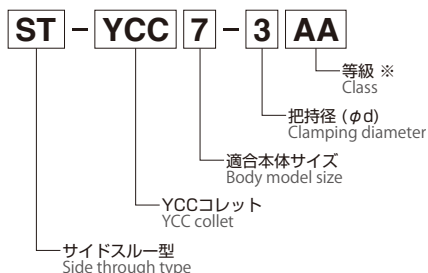 ST - YCC 7 - 3 AA
等級 ※
Class
把持径 (φd)
Clamping diameter
適合本体サイズ
Body model size
YCCコレット
YCC collet
サイドスルー型
Side through type